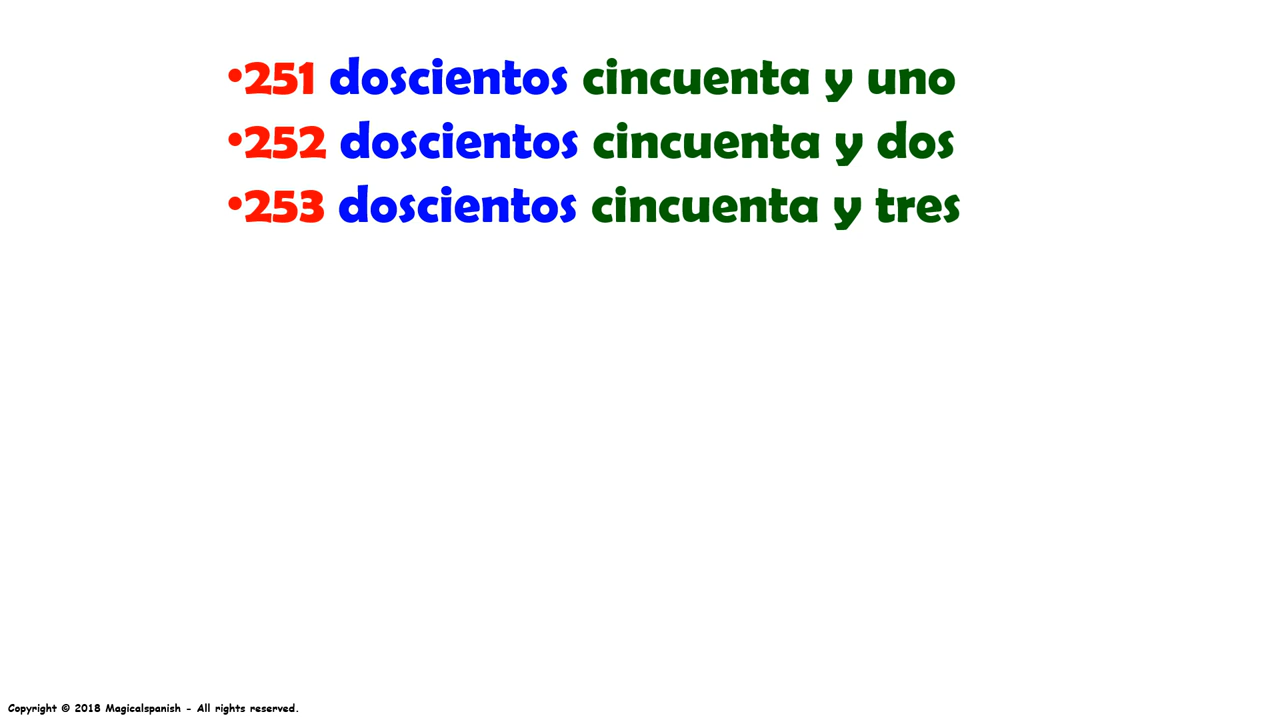 •251 doscientos cincuenta y uno
•252 doscientos cincuenta y dos
•253 doscientos cincuenta y tres
Copyright © 2018 Magicalspanish - All rights reserved.